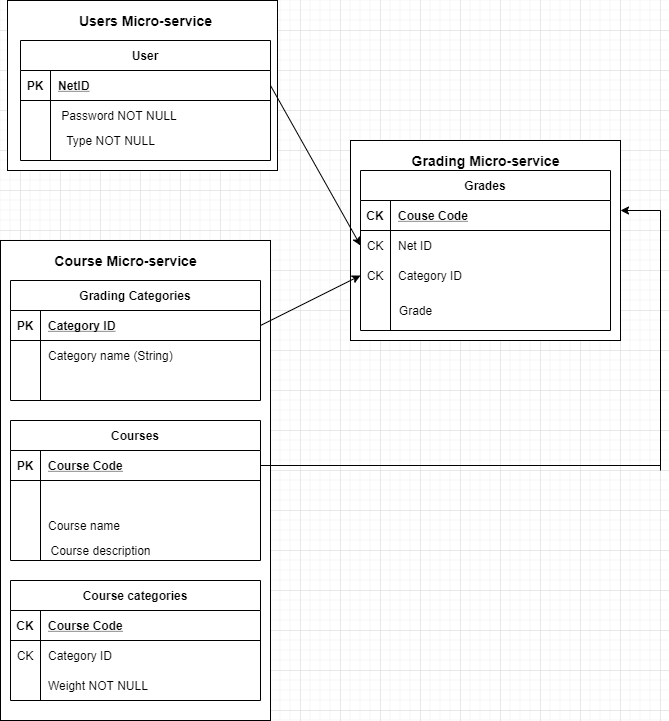 Users Micro-service
User
PK NetID
Password NOT NULL
Type NOT NULL
Grading Micro-service
Grades
CK Couse Code
CK Net ID
CK Category ID
Grade
Course Micro-service
Grading Categories
PK Category ID
Category name (String)
Courses
PK Course Code
Course name
Course description
Course categories
CK Course Code
CK Category ID
Weight NOT NULL